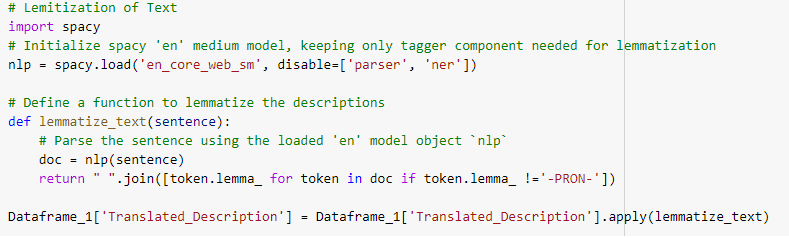 # Lemitization of Text
import spacy
# Initialize spacy 'en' medium model, keeping only tagger component needed for lemmatization
nlp = spacy.load('en_core_web_sm', disable=['parser', 'ner'])

# Define a function to lemmatize the descriptions
def lemmatize_text(sentence):
    # Parse the sentence using the loaded 'en' model object `nlp`
    doc = nlp(sentence)
    return " ".join([token.lemma_ for token in doc if token.lemma_ !='-PRON-'])

Dataframe_1['Translated_Description'] = Dataframe_1['Translated_Description'].apply(lemmatize_text)